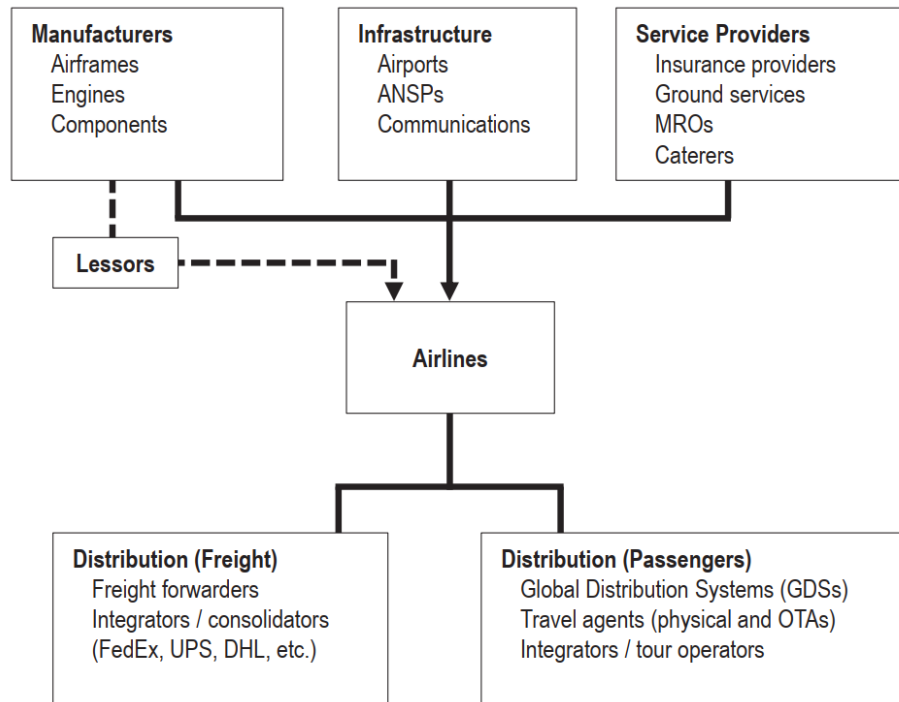 Manufacturers
Airframes
Engines
Components
Infrastructure
Airports
ANSPs
Communications
Service Providers
Insurance providers
Ground services
MROs
Caterers
Lessors
Airlines
Distribution (Freight)
Freight forwarders
Integrators / consolidators
(FedEx, UPS, DHL, etc.)
Distribution (Passengers)
Global Distribution Systems (GDSs)
Travel agents (physical and OTAs)
Integrators / tour operators